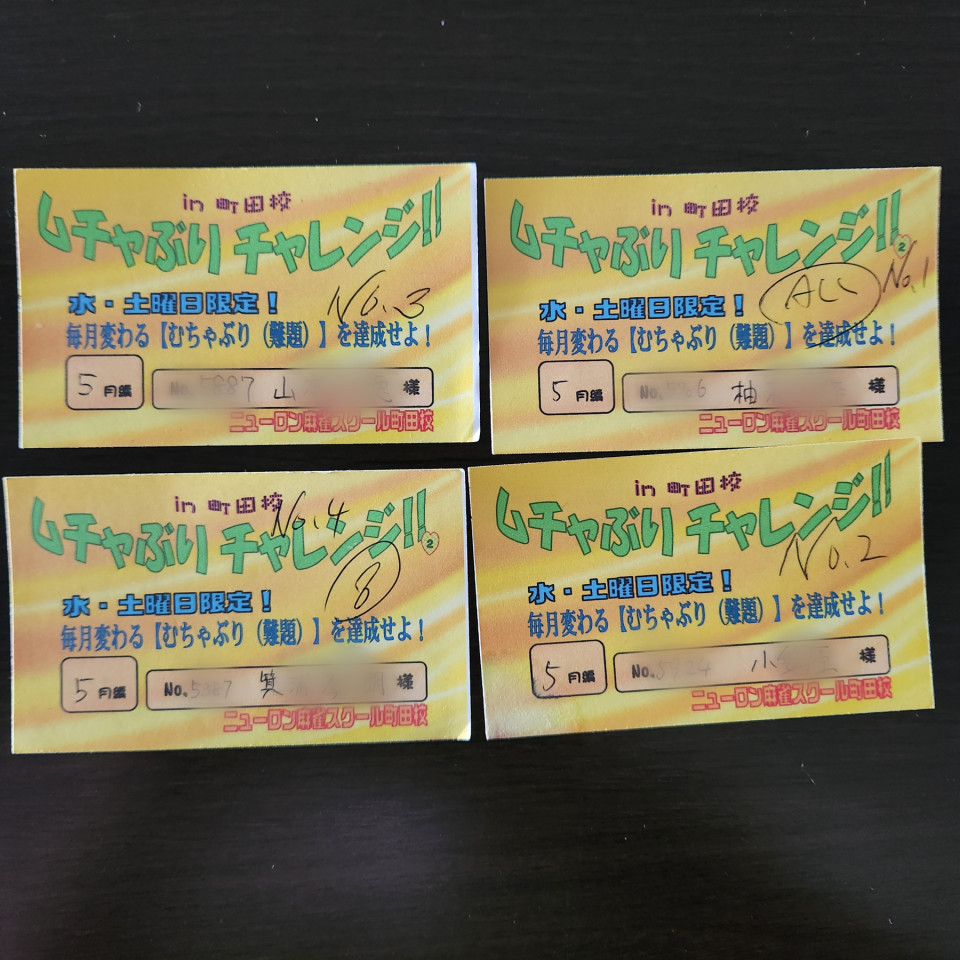 in 町田校
ムチャぶり チャレンジ!!
No.3
水・土曜日限定!
毎月変わる【むちゃぶり(難題)】を達成せよ!
5月編 No. 5887 山 様
ニューロン麻雀スクール町田校
in 町田校
ムチャぶり チャレンジ!!
2
No.1
ALL
水・土曜日限定!
毎月変わる【むちゃぶり(難題)】を達成せよ!
5月編 No. 柚 様
ニューロン麻雀スクール町田校
in 町田校
ムチャぶり チャレンジ!!
2
No.4
8
水・土曜日限定!
毎月変わる【むちゃぶり(難題)】を達成せよ!
5月編 No. 5387 箕 様
ニューロン麻雀スクール町田校
in 町田校
ムチャぶり チャレンジ!!
No.2
水・土曜日限定!
毎月変わる【むちゃぶり(難題)】を達成せよ!
5月編 No. 小 様
ニューロン麻雀スクール町田校